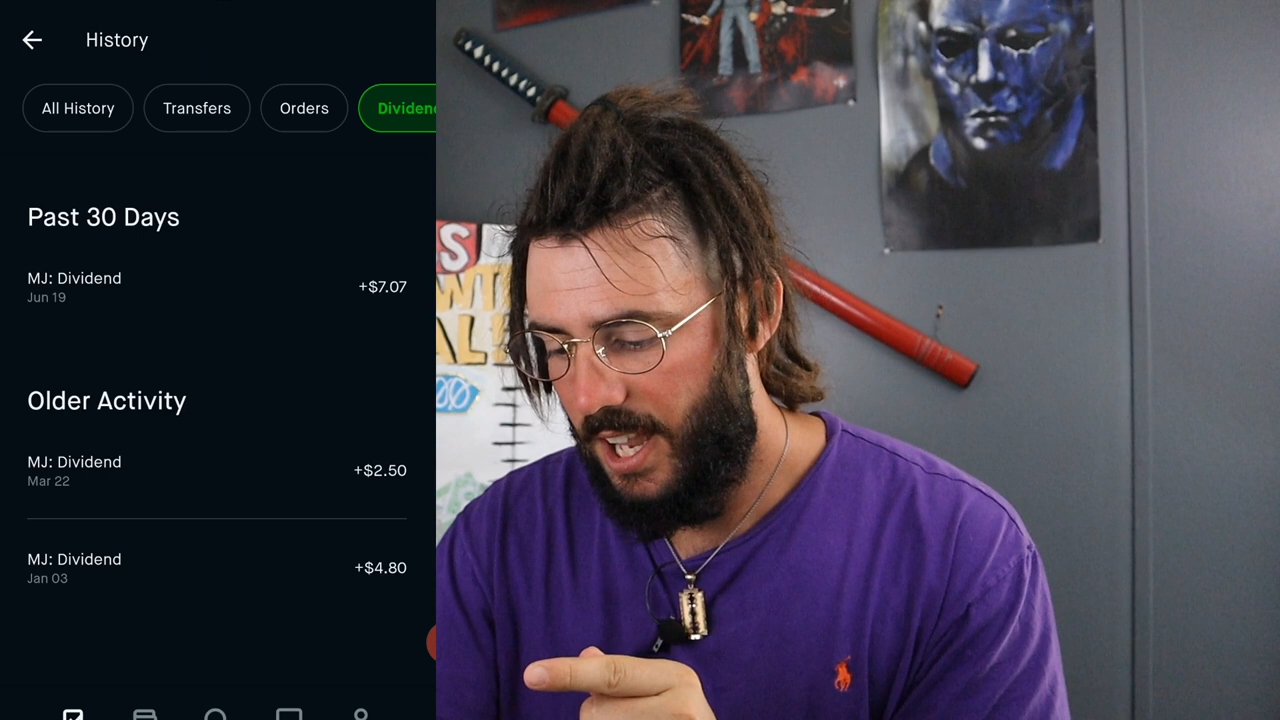 History
All History
Transfers
Orders
Past 30 Days
MJ: Dividend
+$7.07
Jun 19
Older Activity
MJ: Dividend
+$2.50
Mar 22
MJ: Dividend
+$4.80
Jan 03